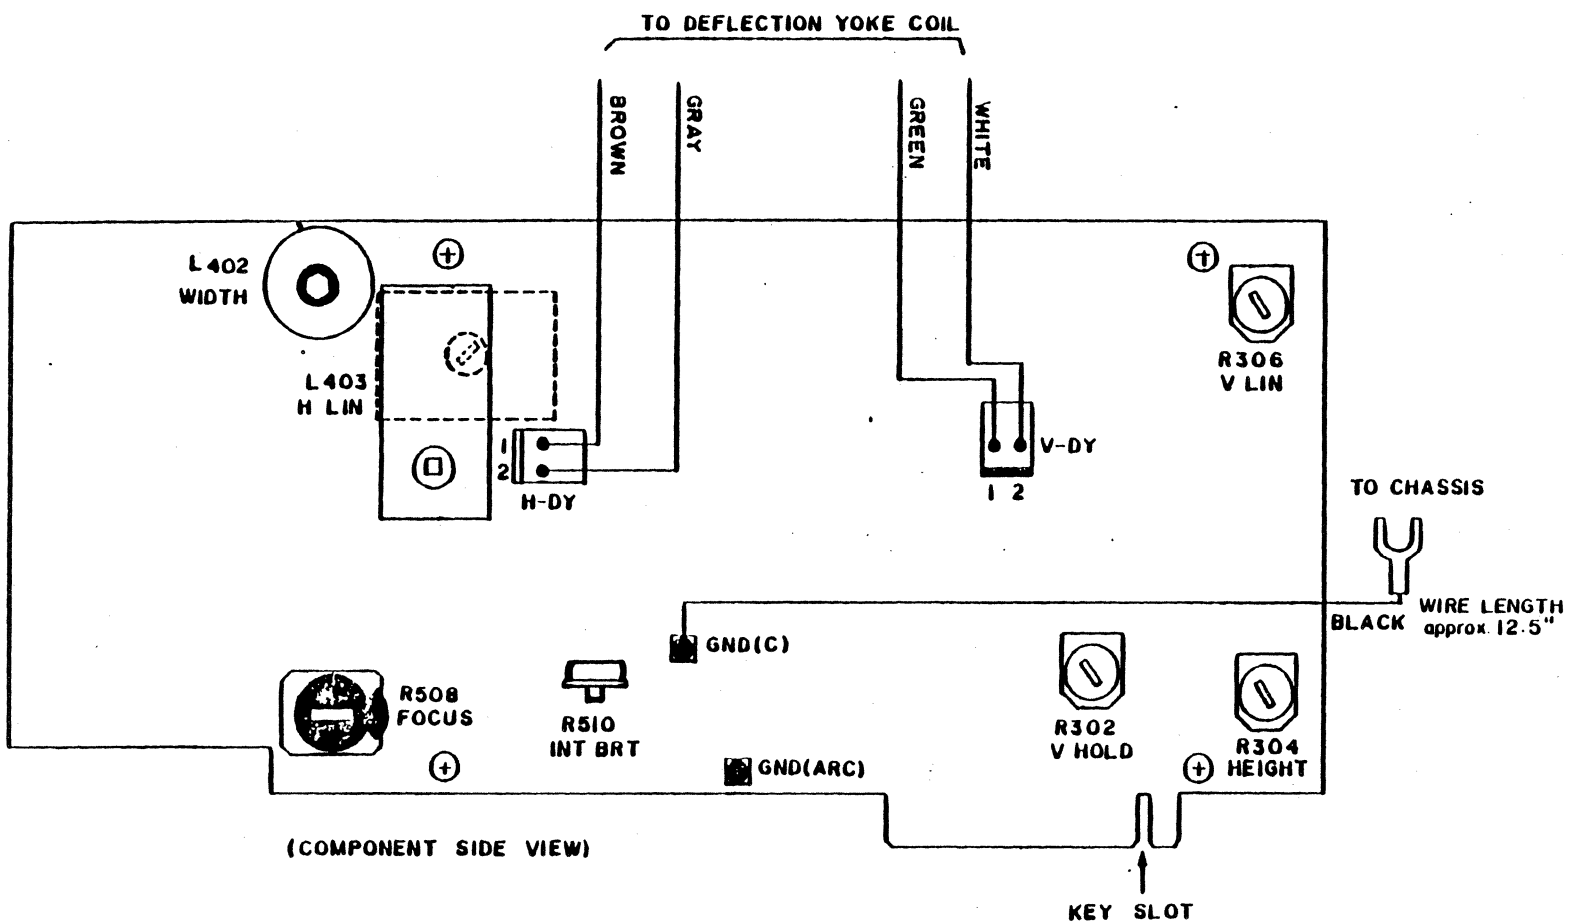 TO DEFLECTION YOKE COIL
BROWN
GRAY
GREEN
WHITE
L402
WIDTH
L403
H LIN
R306
V LIN
1
2
H-DY
V-DY
1 2
TO CHASSIS
BLACK
WIRE LENGTH
approx. 12.5"
GND(C)
R508
FOCUS
R510
INT BRT
R302
V HOLD
R304
HEIGHT
GND(ARC)
(COMPONENT SIDE VIEW)
KEY SLOT